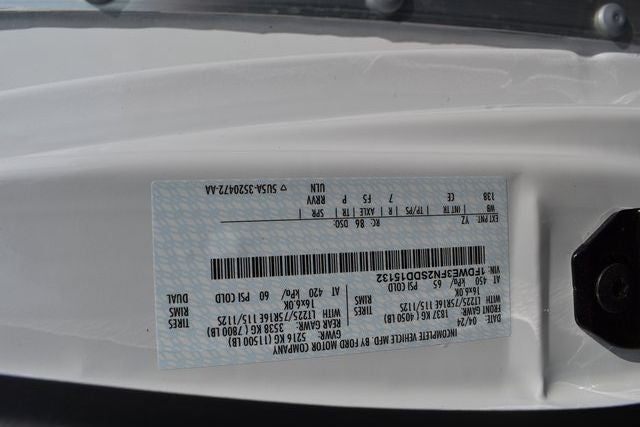 INCOMPLETE VEHICLE MFD. BY FORD MOTOR COMPANY
04/24 GVWR: 5216 KG (11500 LB)
FRONT GAWR: 1837 KG (4050 LB) REAR GAWR: 3538 KG (7800 LB)
WITH LT225/75R16E 115/112S TIRES WITH LT225/75R16E 115/112S TIRES
16x6.0K RIMS 16x6.0K RIMS
AT 450 kPa/ 65 PSI COLD AT 420 kPa/ 60 PSI COLD DUAL
VIN: 1FDWE3FN2SDD15132
EXT PNT: YZ RC: 86 DSO:
WB INT TR TP/PS R AXLE TR SPR
138 CE 7 F5 P RRVV
ULN
▽ 5U5A-3520472-AA